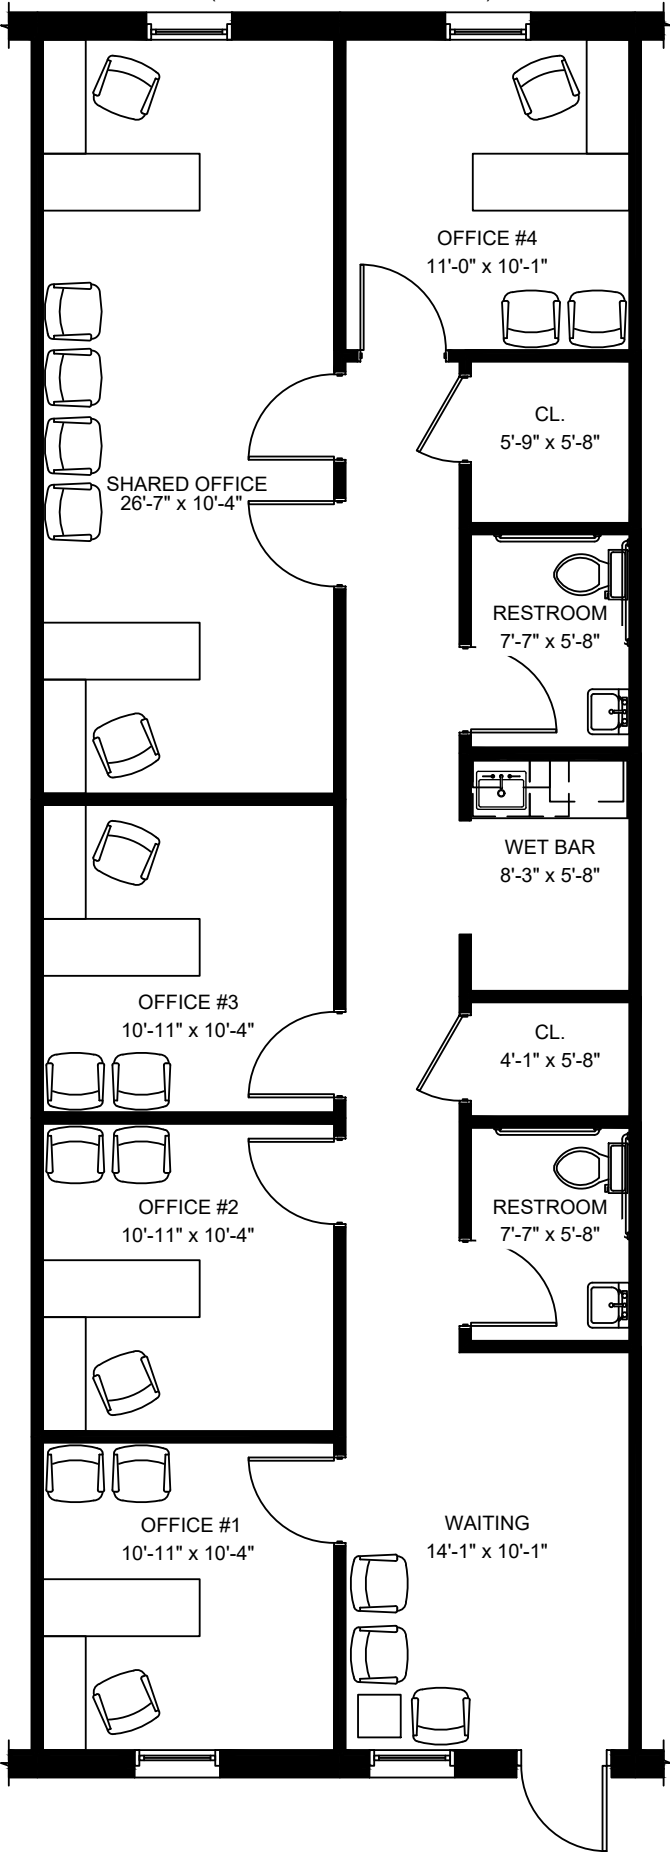 OFFICE #4
11'-0" x 10'-1"
CL.
5'-9" x 5'-8"
SHARED OFFICE
26'-7" x 10'-4"
RESTROOM
7'-7" x 5'-8"
WET BAR
8'-3" x 5'-8"
OFFICE #3
10'-11" x 10'-4"
CL.
4'-1" x 5'-8"
OFFICE #2
10'-11" x 10'-4"
RESTROOM
7'-7" x 5'-8"
OFFICE #1
10'-11" x 10'-4"
WAITING
14'-1" x 10'-1"